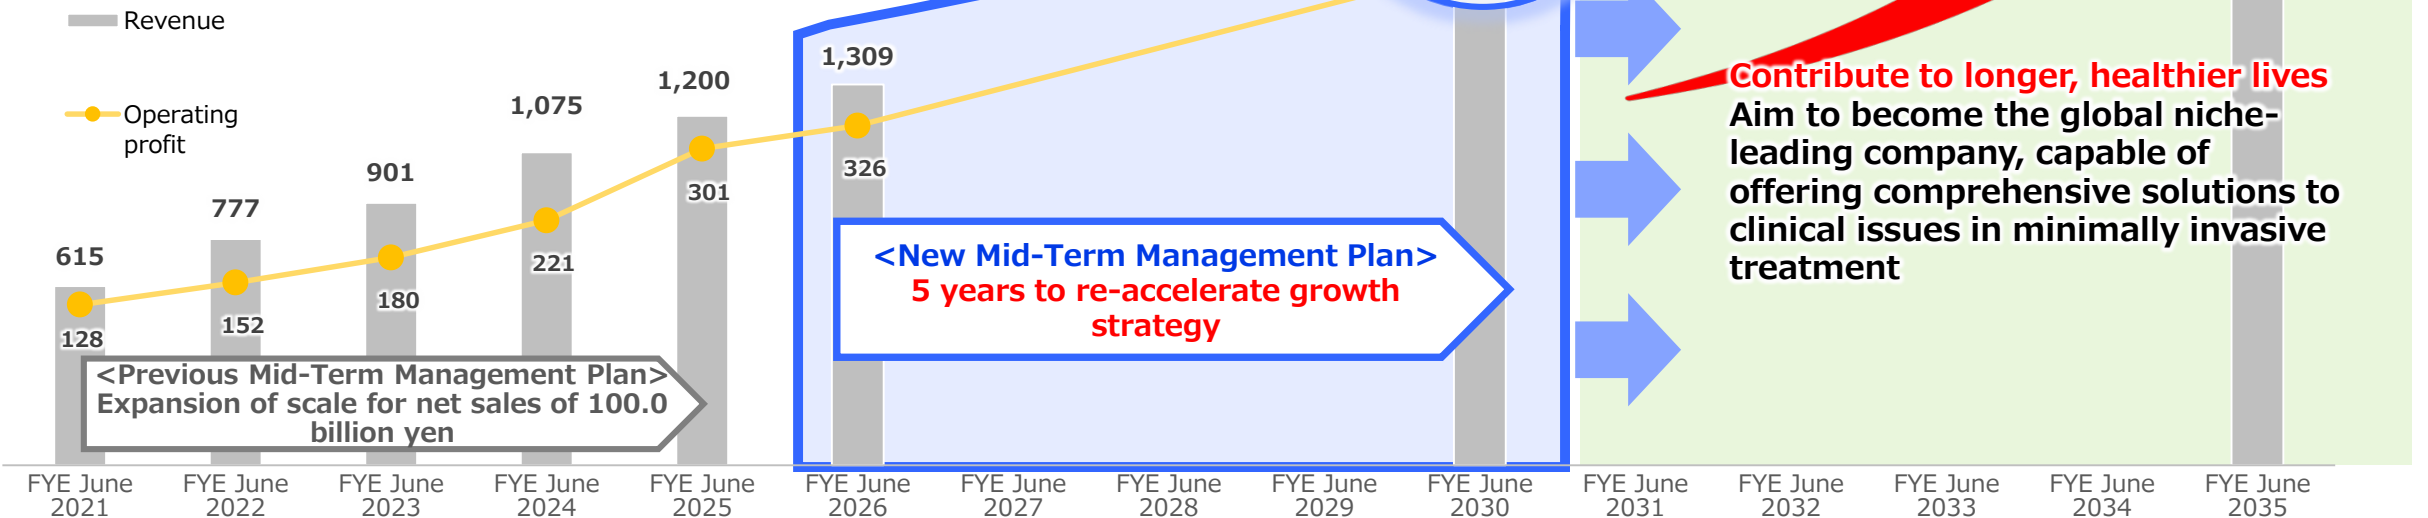 Revenue
Operating
profit
615
777
901
1,075
1,200
1,309
128
152
180
221
301
326
<Previous Mid-Term Management Plan>
Expansion of scale for net sales of 100.0
billion yen
<New Mid-Term Management Plan>
5 years to re-accelerate growth
strategy
Contribute to longer, healthier lives
Aim to become the global niche-
leading company, capable of
offering comprehensive solutions to
clinical issues in minimally invasive
treatment
FYE June
2021
FYE June
2022
FYE June
2023
FYE June
2024
FYE June
2025
FYE June
2026
FYE June
2027
FYE June
2028
FYE June
2029
FYE June
2030
FYE June
2031
FYE June
2032
FYE June
2033
FYE June
2034
FYE June
2035